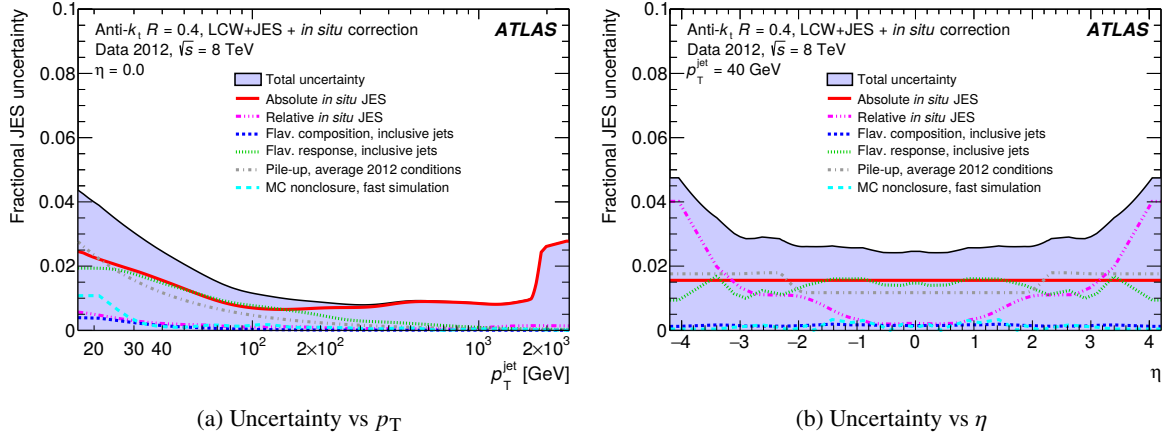 Fractional JES uncertainty
0.1
0.08
0.06
0.04
0.02
0
Anti-kₜ R = 0.4, LCW+JES + in situ correction
ATLAS
Data 2012, √s = 8 TeV
η = 0.0
Total uncertainty
Absolute in situ JES
Relative in situ JES
Flav. composition, inclusive jets
Flav. response, inclusive jets
Pile-up, average 2012 conditions
MC nonclosure, fast simulation
20 30 40 10² 2×10² 10³ 2×10³
p_T^jet [GeV]
(a) Uncertainty vs p_T
Fractional JES uncertainty
0.1
0.08
0.06
0.04
0.02
0
Anti-kₜ R = 0.4, LCW+JES + in situ correction
ATLAS
Data 2012, √s = 8 TeV
p_T^jet = 40 GeV
Total uncertainty
Absolute in situ JES
Relative in situ JES
Flav. composition, inclusive jets
Flav. response, inclusive jets
Pile-up, average 2012 conditions
MC nonclosure, fast simulation
−4 −3 −2 −1 0 1 2 3 4
η
(b) Uncertainty vs η